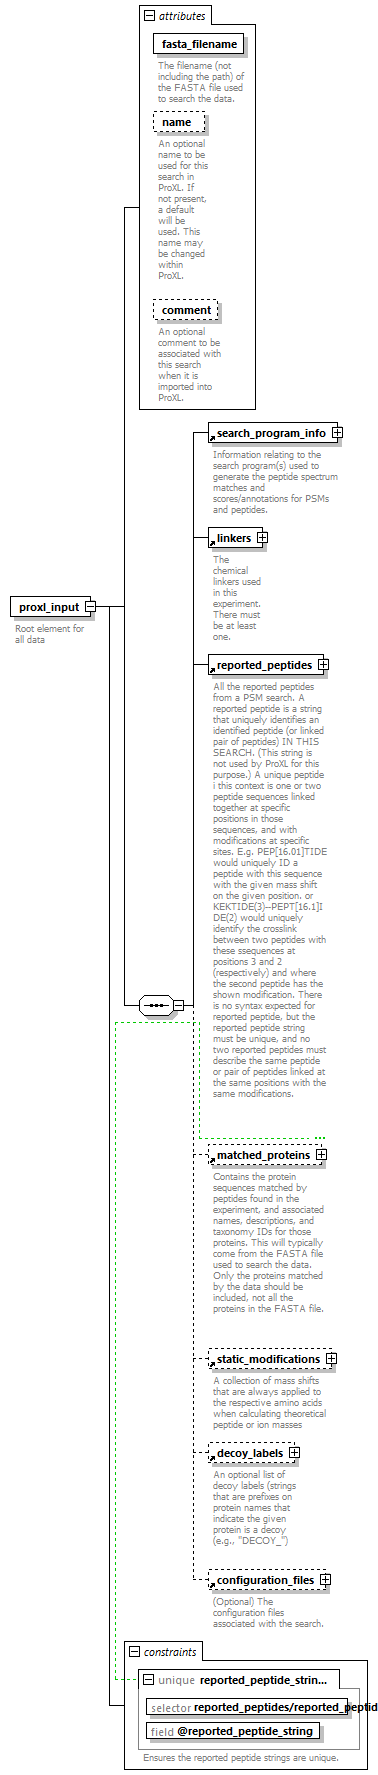 attributes
fasta_filename
The filename (not
including the path) of
the FASTA file used
to search the data.
name
An optional
name to be
used for this
search in
ProXL. If
not present,
a default
will be
used. This
name may
be changed
within
ProXL.
comment
An optional
comment to be
associated with
this search
when it is
imported into
ProXL.
proxl_input
Root element for
all data
search_program_info
Information relating to the
search program(s) used to
generate the peptide spectrum
matches and
scores/annotations for PSMs
and peptides.
linkers
The
chemical
linkers used
in this
experiment.
There must
be at least
one.
reported_peptides
All the reported peptides
from a PSM search. A
reported peptide is a string
that uniquely identifies an
identified peptide (or linked
pair of peptides) IN THIS
SEARCH. (This string is
not used by ProXL for this
purpose.) A unique peptide
i this context is one or two
peptide sequences linked
together at specific
positions in those
sequences, and with
modifications at specific
sites. E.g. PEP[16.01]TIDE
would uniquely ID a
peptide with this sequence
with the given mass shift
on the given position. or
KEKTIDE(3)--PEPT[16.1]I
DE(2) would uniquely
identify the crosslink
between two peptides with
these ssequences at
positions 3 and 2
(respectively) and where
the second peptide has the
shown modification. There
is no syntax expected for
reported peptide, but the
reported peptide string
must be unique, and no
two reported peptides must
describe the same peptide
or pair of peptides linked at
the same positions with the
same modifications.
matched_proteins
Contains the protein
sequences matched by
peptides found in the
experiment, and associated
names, descriptions, and
taxonomy IDs for those
proteins. This will typically
come from the FASTA file
used to search the data.
Only the proteins matched
by the data should be
included, not all the
proteins in the FASTA file.
static_modifications
A collection of mass shifts
that are always applied to
the respective amino acids
when calculating theoretical
peptide or ion masses
decoy_labels
An optional list of
decoy labels (strings
that are prefixes on
protein names that
indicate the given
protein is a decoy
(e.g., "DECOY_")
configuration_files
(Optional) The
configuration files
associated with the search.
constraints
unique reported_peptide_strin...
selector reported_peptides/reported_peptid
field @reported_peptide_string
Ensures the reported peptide strings are unique.